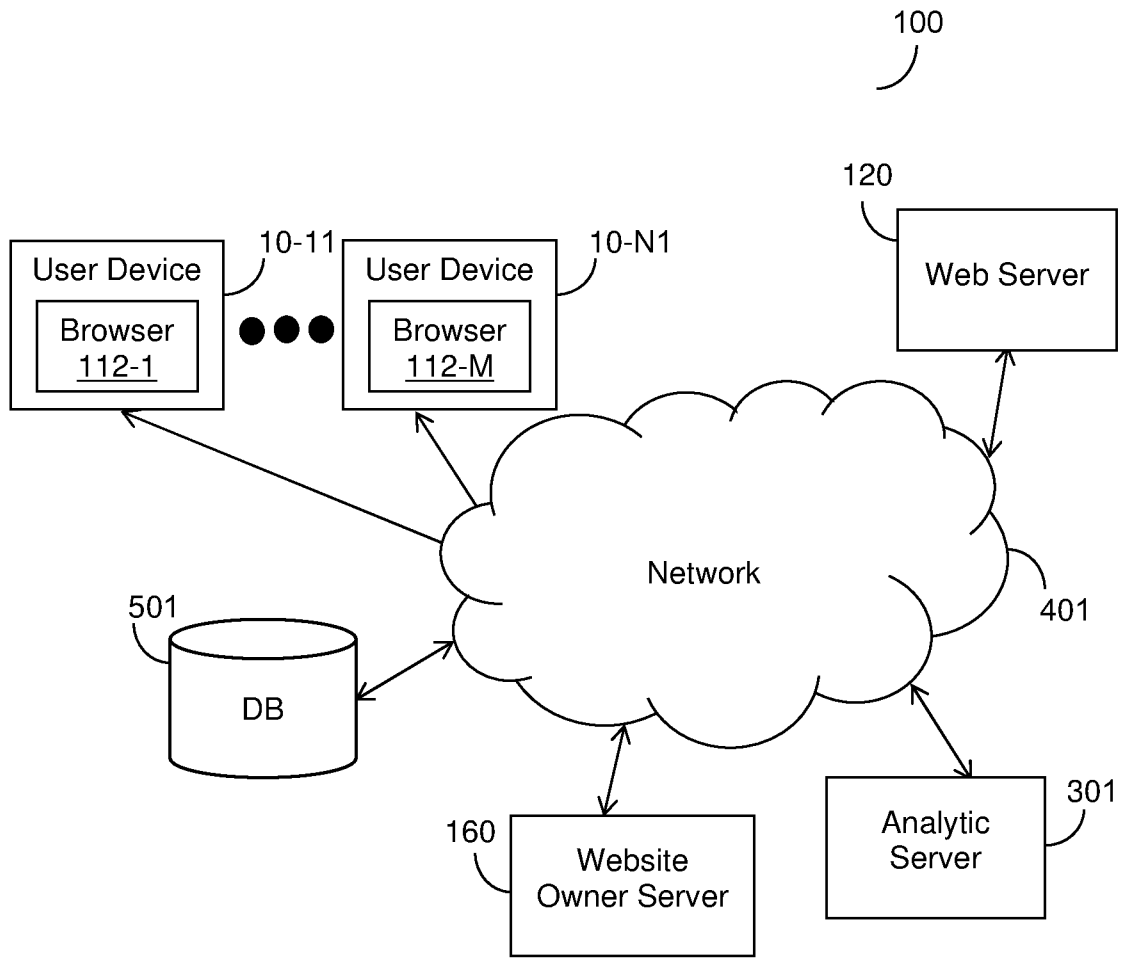 100
120
Web Server
10-11
User Device
Browser
112-1
10-N1
User Device
Browser
112-M
Network
401
501
DB
160
Website
Owner Server
301
Analytic
Server